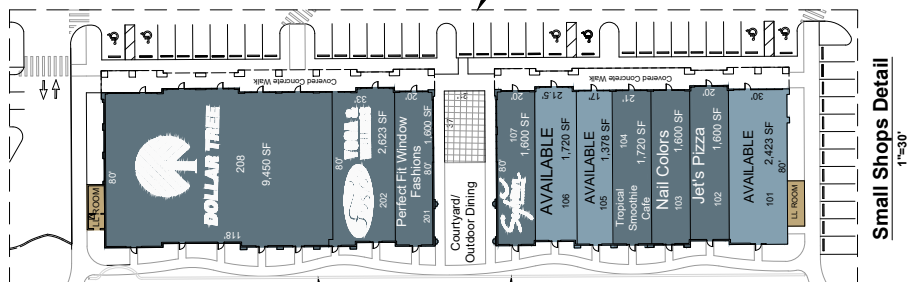 Covered Concrete Walk
Covered Concrete Walk
80'
DOLLAR TREE
208
9,450 SF
118'
LL ROOM
33'
80'
2,623 SF
202
20'
Perfect Fit Window
Fashions
1,600 SF
80'
201
37'
Courtyard/
Outdoor Dining
20'
107
1,600 SF
80'
21.5'
AVAILABLE
1,720 SF
106
17'
AVAILABLE
1,378 SF
105
21'
104
1,720 SF
Tropical
Smoothie
Cafe
Nail Colors
1,600 SF
103
20'
Jet's Pizza
1,600 SF
102
30'
AVAILABLE
2,423 SF
80'
101
LL ROOM
Small Shops Detail
1"=30'